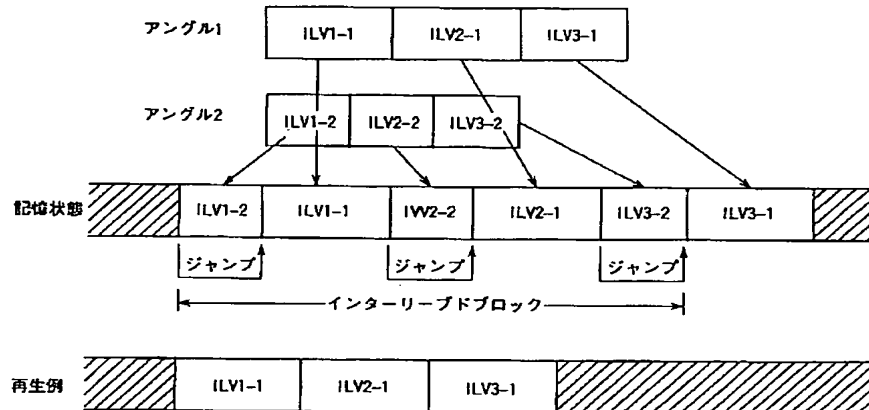 アングル1 ILV1-1 ILV2-1 ILV3-1
アングル2 ILV1-2 ILV2-2 ILV3-2
記憶状態 ILV1-2 ILV1-1 IVV2-2 ILV2-1 ILV3-2 ILV3-1
ジャンプ ジャンプ ジャンプ
インターリーブドブロック
再生例 ILV1-1 ILV2-1 ILV3-1